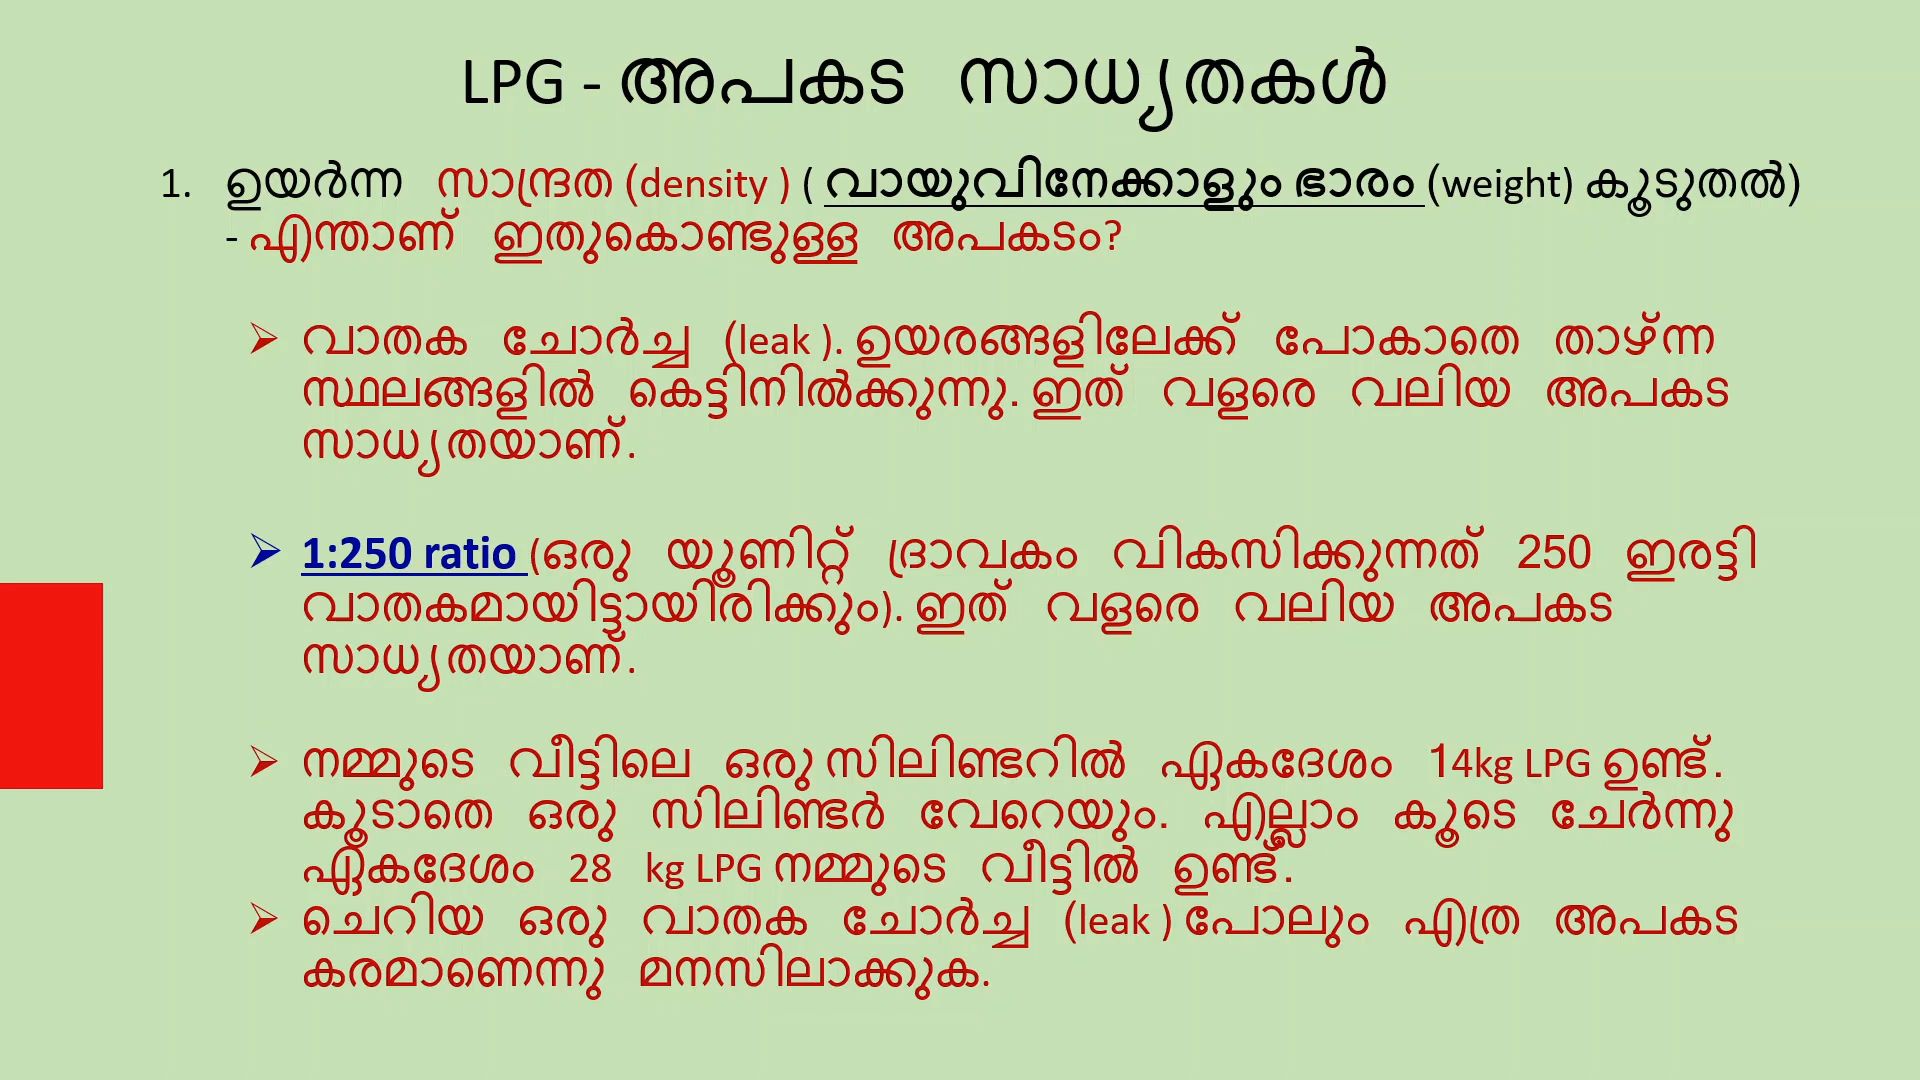 LPG - അപകട സാധ്യതകൾ
1. ഉയർന്ന സാന്ദ്രത (density ) ( വായുവിനേക്കാളും ഭാരം (weight) കൂടുതൽ)
- എന്താണ് ഇതുകൊണ്ടുള്ള അപകടം?
➢ വാതക ചോർച്ച (leak ). ഉയരങ്ങളിലേക്ക് പോകാതെ താഴ്ന്ന
സ്ഥലങ്ങളിൽ കെട്ടിനിൽക്കുന്നു. ഇത് വളരെ വലിയ അപകട
സാധ്യതയാണ്.
➢ 1:250 ratio (ഒരു യൂണിറ്റ് ദ്രാവകം വികസിക്കുന്നത് 250 ഇരട്ടി
വാതകമായിട്ടായിരിക്കും). ഇത് വളരെ വലിയ അപകട
സാധ്യതയാണ്.
➢ നമ്മുടെ വീട്ടിലെ ഒരു സിലിണ്ടറിൽ ഏകദേശം 14kg LPG ഉണ്ട്.
കൂടാതെ ഒരു സിലിണ്ടർ വേറെയും. എല്ലാം കൂടെ ചേർന്നു
ഏകദേശം 28 kg LPG നമ്മുടെ വീട്ടിൽ ഉണ്ട്.
➢ ചെറിയ ഒരു വാതക ചോർച്ച (leak ) പോലും എത്ര അപകട
കരമാണെന്നു മനസിലാക്കുക.